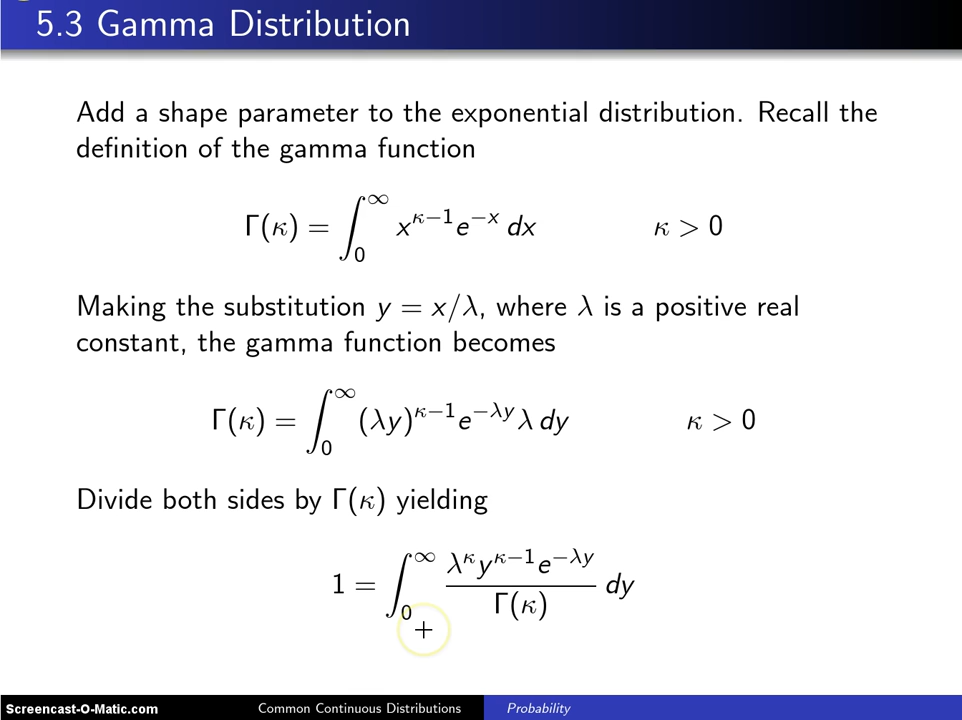 5.3 Gamma Distribution
Add a shape parameter to the exponential distribution. Recall the
definition of the gamma function
Γ(κ) = ∫₀^∞ x^{κ−1}e^{−x} dx κ > 0
Making the substitution y = x/λ, where λ is a positive real
constant, the gamma function becomes
Γ(κ) = ∫₀^∞ (λy)^{κ−1}e^{−λy}λ dy κ > 0
Divide both sides by Γ(κ) yielding
1 = ∫₀^∞ λ^κ y^{κ−1}e^{−λy} / Γ(κ) dy
Screencast-O-Matic.com Common Continuous Distributions Probability